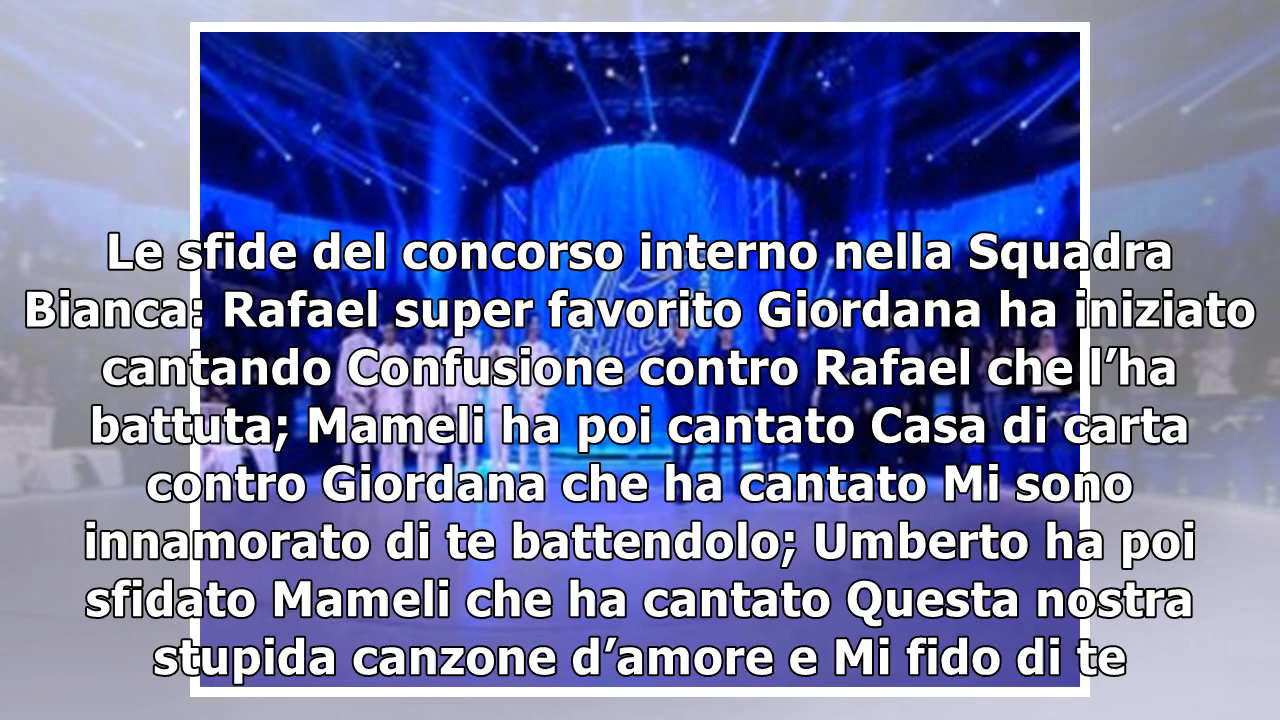 Le sfide del concorso interno nella Squadra
Bianca: Rafael super favorito Giordana ha iniziato
cantando Confusione contro Rafael che l’ha
battuta; Mameli ha poi cantato Casa di carta
contro Giordana che ha cantato Mi sono
innamorato di te battendolo; Umberto ha poi
sfidato Mameli che ha cantato Questa nostra
stupida canzone d’amore e Mi fido di te